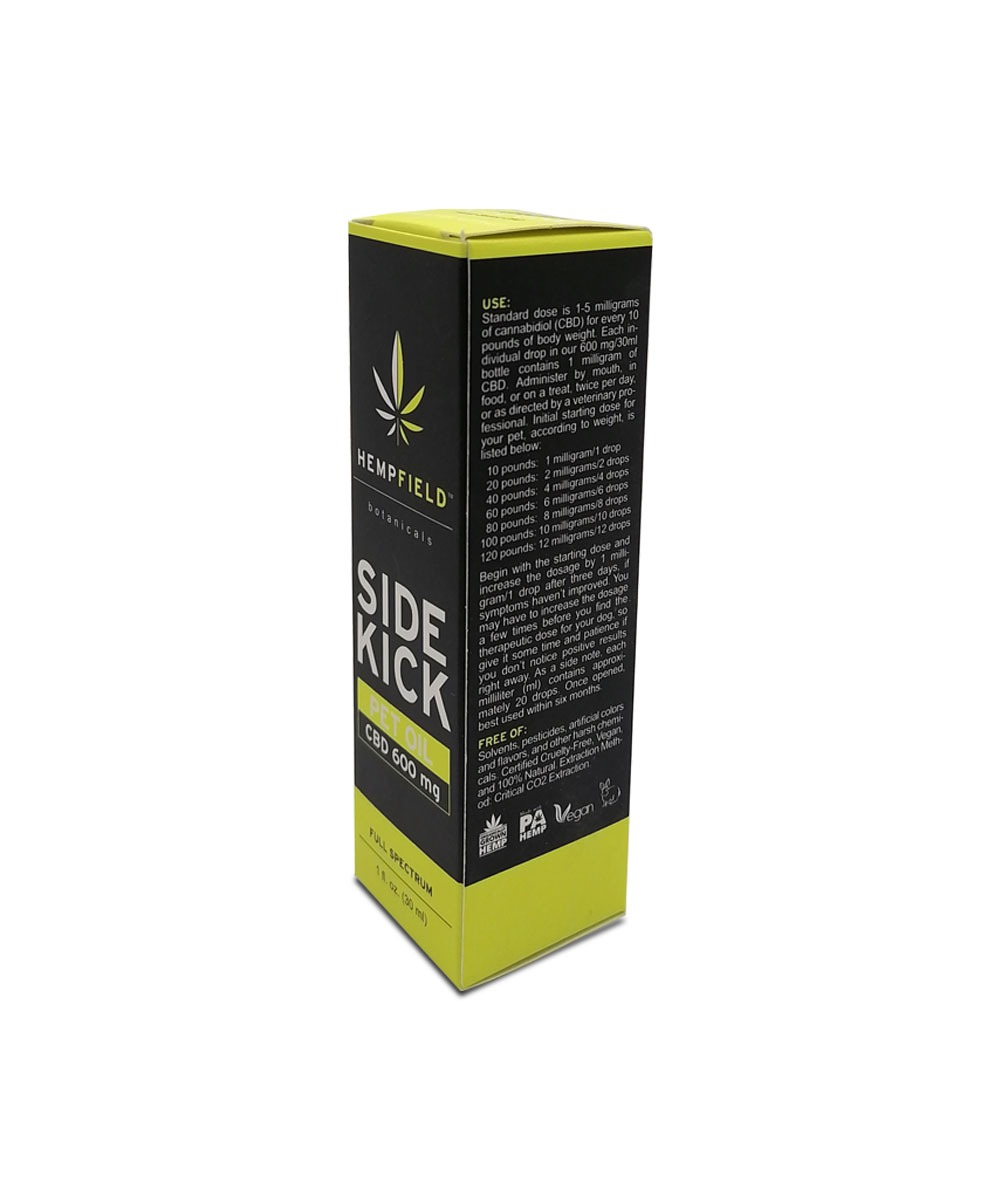 HEMPFIELD™
botanicals
SIDE
KICK
PET OIL
CBD 600 mg
FULL SPECTRUM
1 fl. oz. (30 ml)
USE:
Standard dose is 1-5 milligrams
of cannabidiol (CBD) for every 10
pounds of body weight. Each in-
dividual drop in our 600 mg/30ml
bottle contains 1 milligram of
CBD. Administer by mouth, in
food, or on a treat, twice per day,
or as directed by a veterinary pro-
fessional. Initial starting dose for
your pet, according to weight, is
listed below:
10 pounds: 1 milligram/1 drop
20 pounds: 2 milligrams/2 drops
40 pounds: 4 milligrams/4 drops
60 pounds: 6 milligrams/6 drops
80 pounds: 8 milligrams/8 drops
100 pounds: 10 milligrams/10 drops
120 pounds: 12 milligrams/12 drops
Begin with the starting dose and
increase the dosage by 1 milli-
gram/1 drop after three days, if
symptoms haven't improved. You
may have to increase the dosage
a few times before you find the
therapeutic dose for your dog, so
give it some time and patience if
you don't notice positive results
right away. As a side note, each
milliliter (ml) contains approxi-
mately 20 drops. Once opened,
best used within six months.
FREE OF:
Solvents, pesticides, artificial colors
and flavors, and other harsh chemi-
cals. Certified Cruelty-Free, Vegan,
and 100% Natural. Extraction Meth-
od: Critical CO2 Extraction.
GROWN
HEMP
PA
HEMP
Vegan